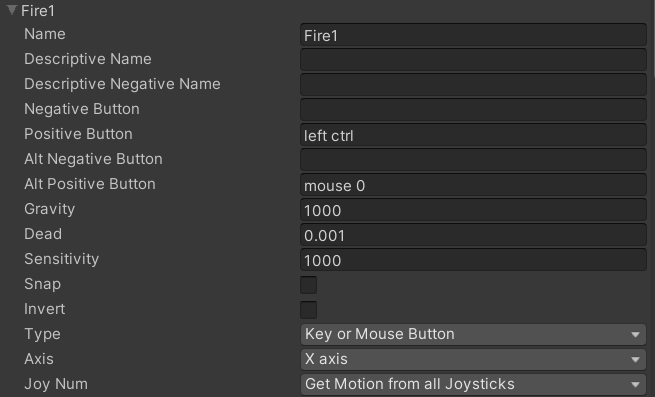 Fire1
Name Fire1
Descriptive Name
Descriptive Negative Name
Negative Button
Positive Button left ctrl
Alt Negative Button
Alt Positive Button mouse 0
Gravity 1000
Dead 0.001
Sensitivity 1000
Snap
Invert
Type Key or Mouse Button
Axis X axis
Joy Num Get Motion from all Joysticks